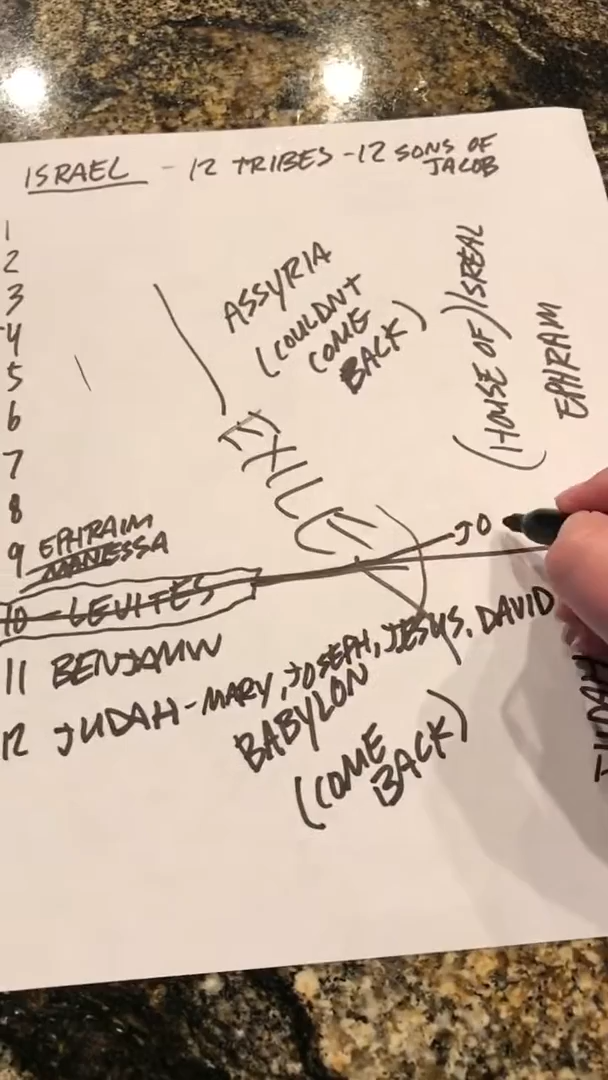 ISRAEL - 12 TRIBES - 12 SONS OF JACOB
1
2
3
4
5
6
7
8
9 EPHRAIM
MANESSA
10 LEVITES
11 BENJAMIN
12 JUDAH - MARY, JOSEPH, JESUS, DAVID
ASSYRIA
(COULDNT
COME
BACK)
EXILE
(HOUSE OF) ISREAL
EPHRAIM
JO
BABYLON
(COME
BACK)